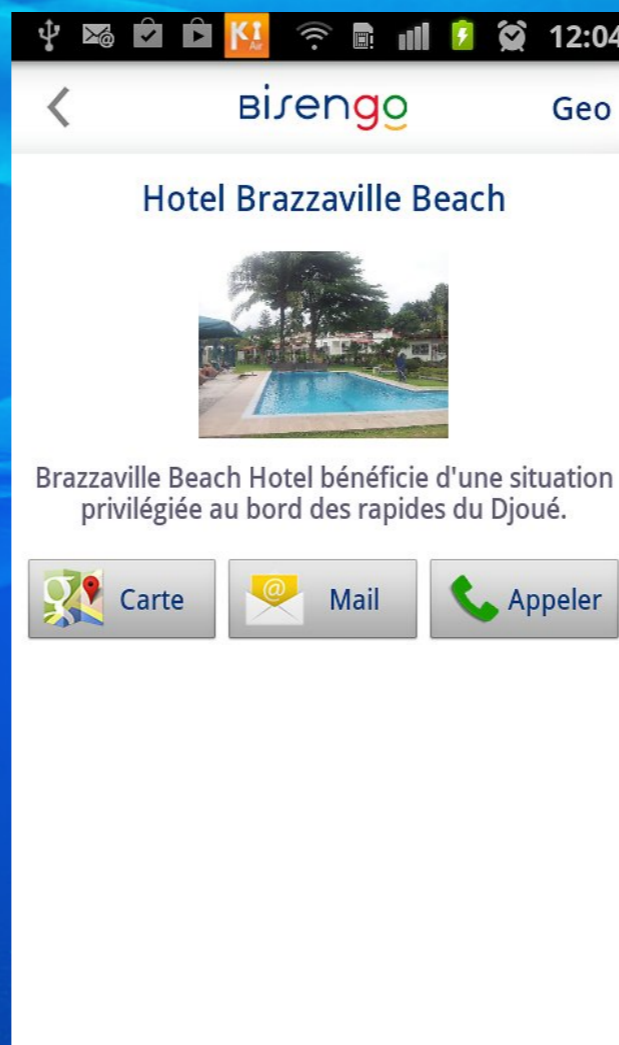 12:04
Bisengo Geo
Hotel Brazzaville Beach
Brazzaville Beach Hotel bénéficie d'une situation
privilégiée au bord des rapides du Djoué.
Carte Mail Appeler